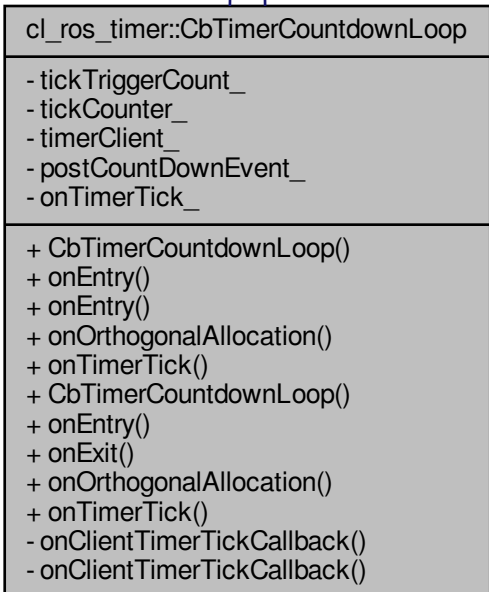 cl_ros_timer::CbTimerCountdownLoop
- tickTriggerCount_
- tickCounter_
- timerClient_
- postCountDownEvent_
- onTimerTick_
+ CbTimerCountdownLoop()
+ onEntry()
+ onEntry()
+ onOrthogonalAllocation()
+ onTimerTick()
+ CbTimerCountdownLoop()
+ onEntry()
+ onExit()
+ onOrthogonalAllocation()
+ onTimerTick()
- onClientTimerTickCallback()
- onClientTimerTickCallback()